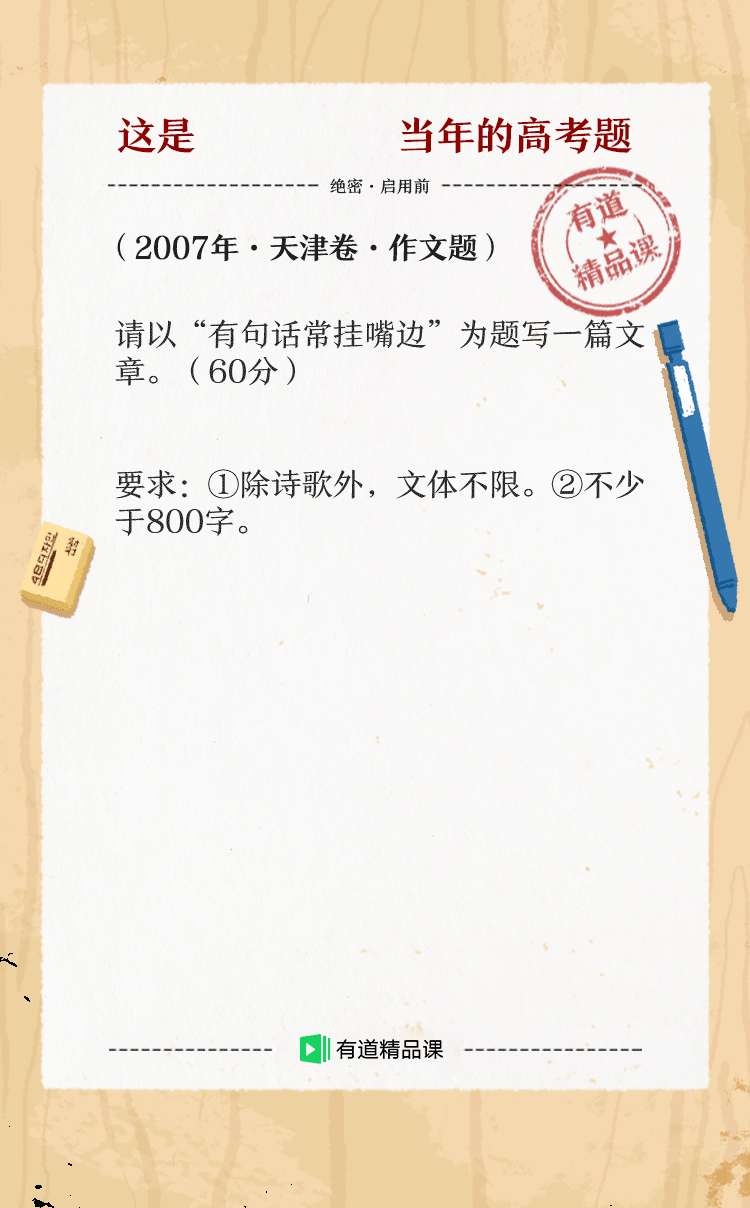 这是 当年的高考题
绝密·启用前
有道
精品课
（2007年·天津卷·作文题）
请以“有句话常挂嘴边”为题写一篇文
章。（60分）
要求：①除诗歌外，文体不限。②不少
于800字。
有道精品课